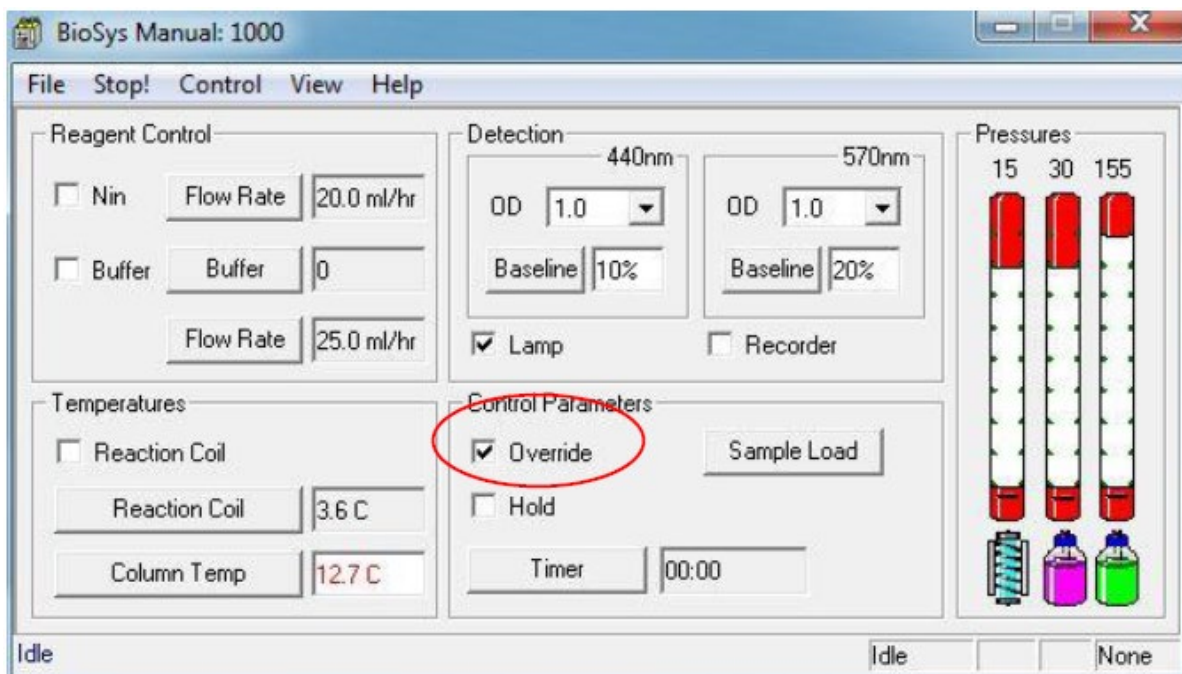 BioSys Manual: 1000
File Stop! Control View Help
Reagent Control
Nin Flow Rate 20.0 ml/hr
Buffer Buffer 0
Flow Rate 25.0 ml/hr
Detection
440nm
OD 1.0
Baseline 10%
570nm
OD 1.0
Baseline 20%
Lamp Recorder
Pressures
15 30 155
Temperatures
Reaction Coil
Reaction Coil 3.6 C
Column Temp 12.7 C
Control Parameters
Override Sample Load
Hold
Timer 00:00
Idle Idle None